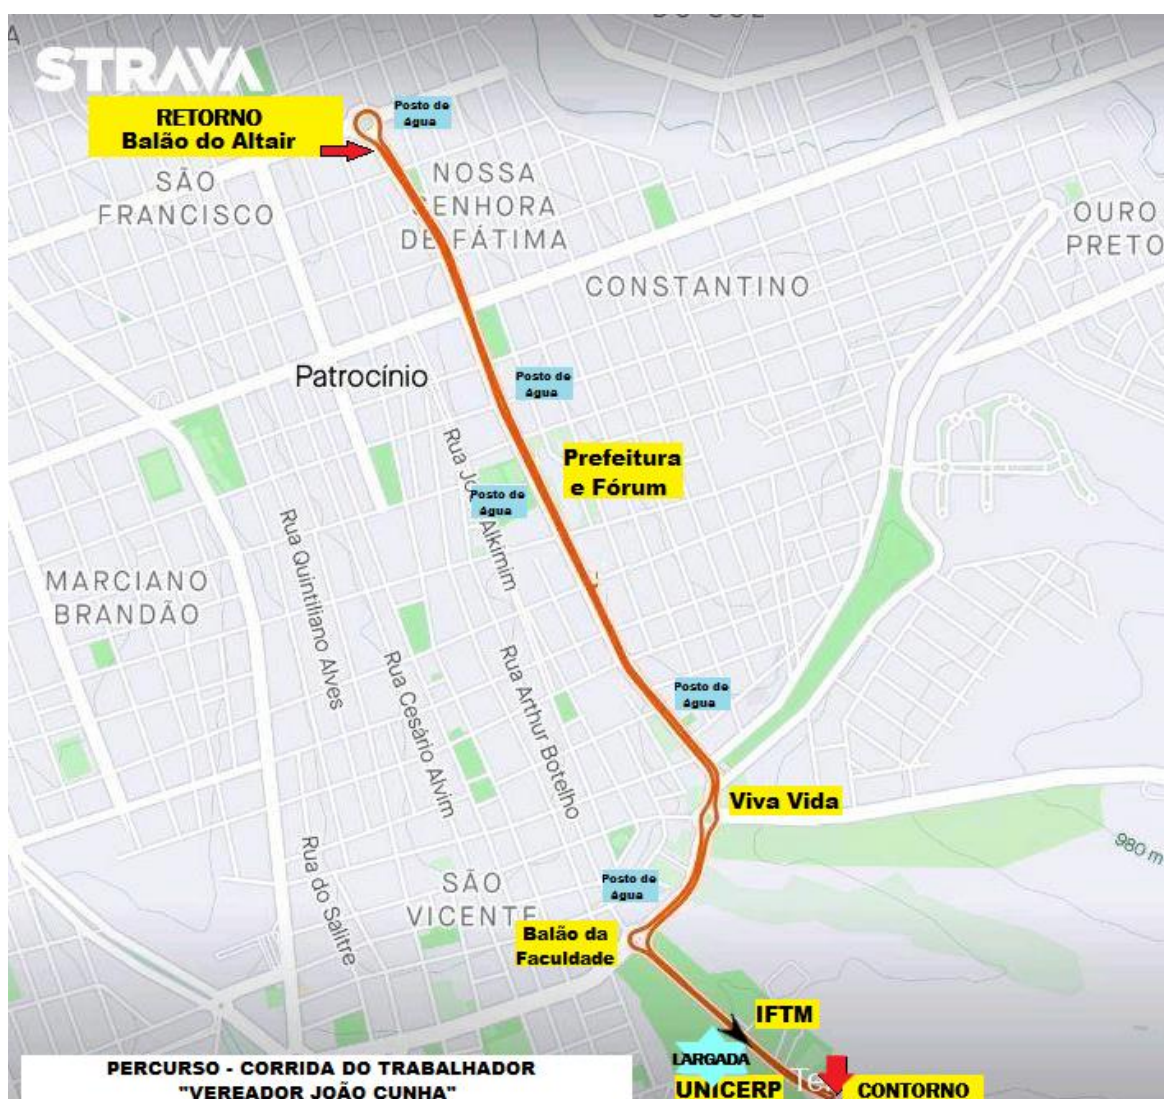 STRAVA
RETORNO
Balão do Altair
Posto de
água
SÃO
FRANCISCO
NOSSA
SENHORA
DE FÁTIMA
OURO
PRETO
CONSTANTINO
Patrocínio
Posto de
água
Prefeitura
e Fórum
Posto de
água
Alkimim
Rua Quintiliano Alves
MARCIANO
BRANDÃO
Rua Cesário Alvim
Rua Arthur Botelho
Posto de
água
Viva Vida
980 m
Rua do Salitre
SÃO
VICENTE
Posto de
água
Balão da
Faculdade
IFTM
LARGADA
UNICERP
CONTORNO
PERCURSO - CORRIDA DO TRABALHADOR
"VEREADOR JOÃO CUNHA"